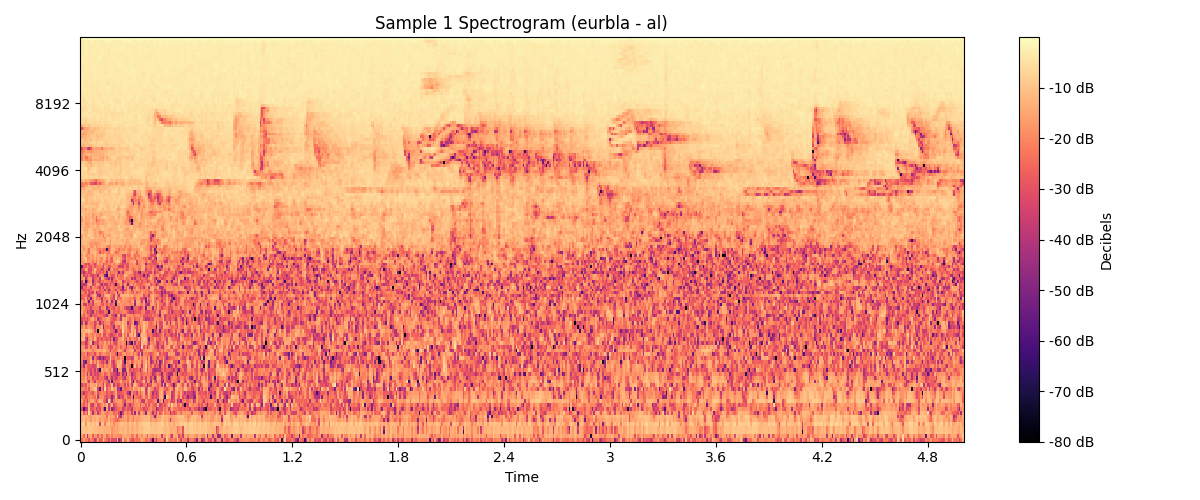 Sample 1 Spectrogram (eurbla - al)
Hz
8192
4096
2048
1024
512
0
0 0.6 1.2 1.8 2.4 3 3.6 4.2 4.8
Time
-10 dB
-20 dB
-30 dB
-40 dB
-50 dB
-60 dB
-70 dB
-80 dB
Decibels